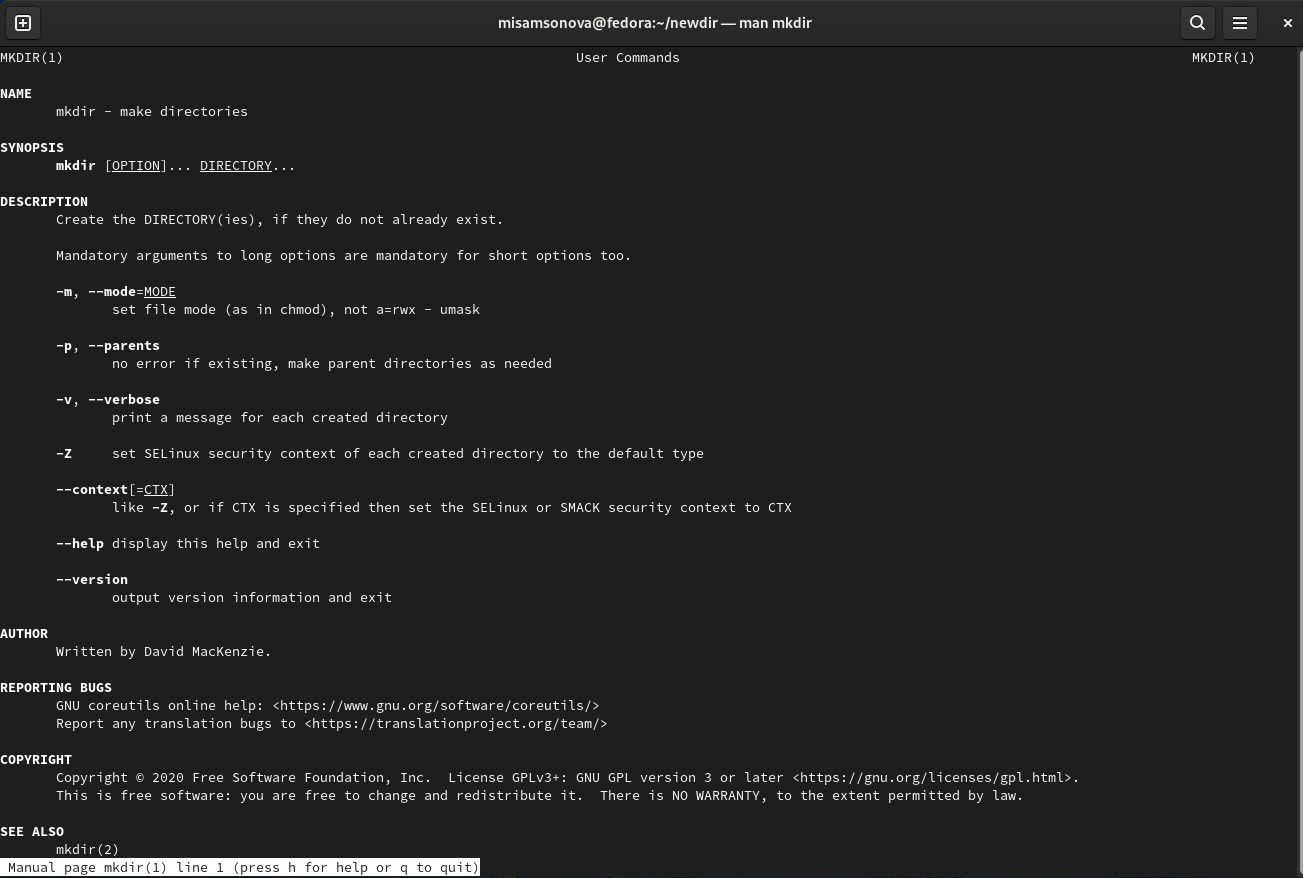 misamsonova@fedora:~/newdir — man mkdir
MKDIR(1) User Commands MKDIR(1)
NAME
mkdir - make directories
SYNOPSIS
mkdir [OPTION]... DIRECTORY...
DESCRIPTION
Create the DIRECTORY(ies), if they do not already exist.
Mandatory arguments to long options are mandatory for short options too.
-m, --mode=MODE
set file mode (as in chmod), not a=rwx - umask
-p, --parents
no error if existing, make parent directories as needed
-v, --verbose
print a message for each created directory
-Z set SELinux security context of each created directory to the default type
--context[=CTX]
like -Z, or if CTX is specified then set the SELinux or SMACK security context to CTX
--help display this help and exit
--version
output version information and exit
AUTHOR
Written by David MacKenzie.
REPORTING BUGS
GNU coreutils online help: <https://www.gnu.org/software/coreutils/>
Report any translation bugs to <https://translationproject.org/team/>
COPYRIGHT
Copyright © 2020 Free Software Foundation, Inc. License GPLv3+: GNU GPL version 3 or later <https://gnu.org/licenses/gpl.html>.
This is free software: you are free to change and redistribute it. There is NO WARRANTY, to the extent permitted by law.
SEE ALSO
mkdir(2)
Manual page mkdir(1) line 1 (press h for help or q to quit)